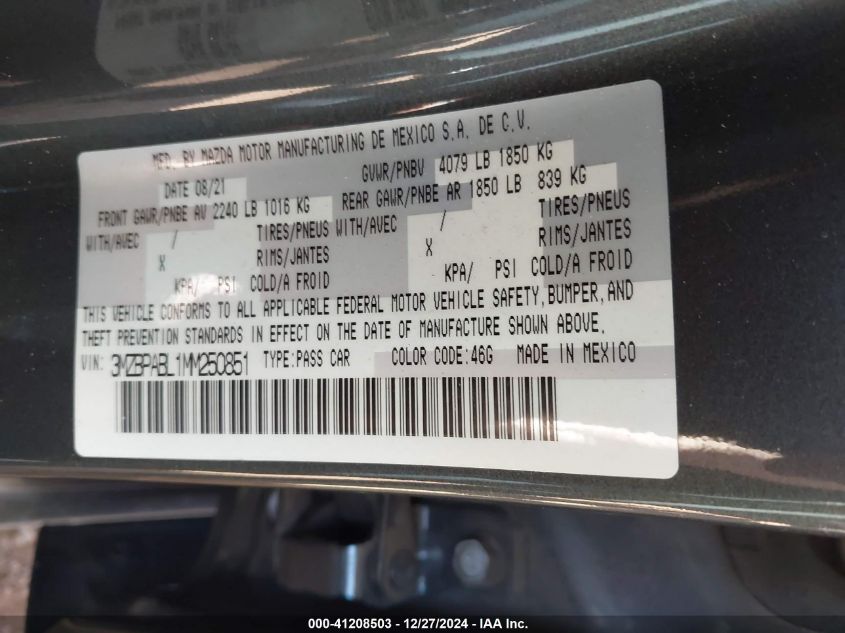 MFD. BY MAZDA MOTOR MANUFACTURING DE MEXICO S.A. DE C.V.
DATE 08/21 GVWR/PNBV 4079 LB 1850 KG
FRONT GAWR/PNBE AV 2240 LB 1016 KG REAR GAWR/PNBE AR 1850 LB 839 KG
WITH/AVEC / TIRES/PNEUS WITH/AVEC / TIRES/PNEUS
X RIMS/JANTES X RIMS/JANTES
KPA/ PSI COLD/A FROID KPA/ PSI COLD/A FROID
THIS VEHICLE CONFORMS TO ALL APPLICABLE FEDERAL MOTOR VEHICLE SAFETY, BUMPER, AND
THEFT PREVENTION STANDARDS IN EFFECT ON THE DATE OF MANUFACTURE SHOWN ABOVE.
VIN: 3MZBPABL1MM250851 TYPE:PASS CAR COLOR CODE:46G MADE IN MEXICO
000-41208503 - 12/27/2024 - IAA Inc.